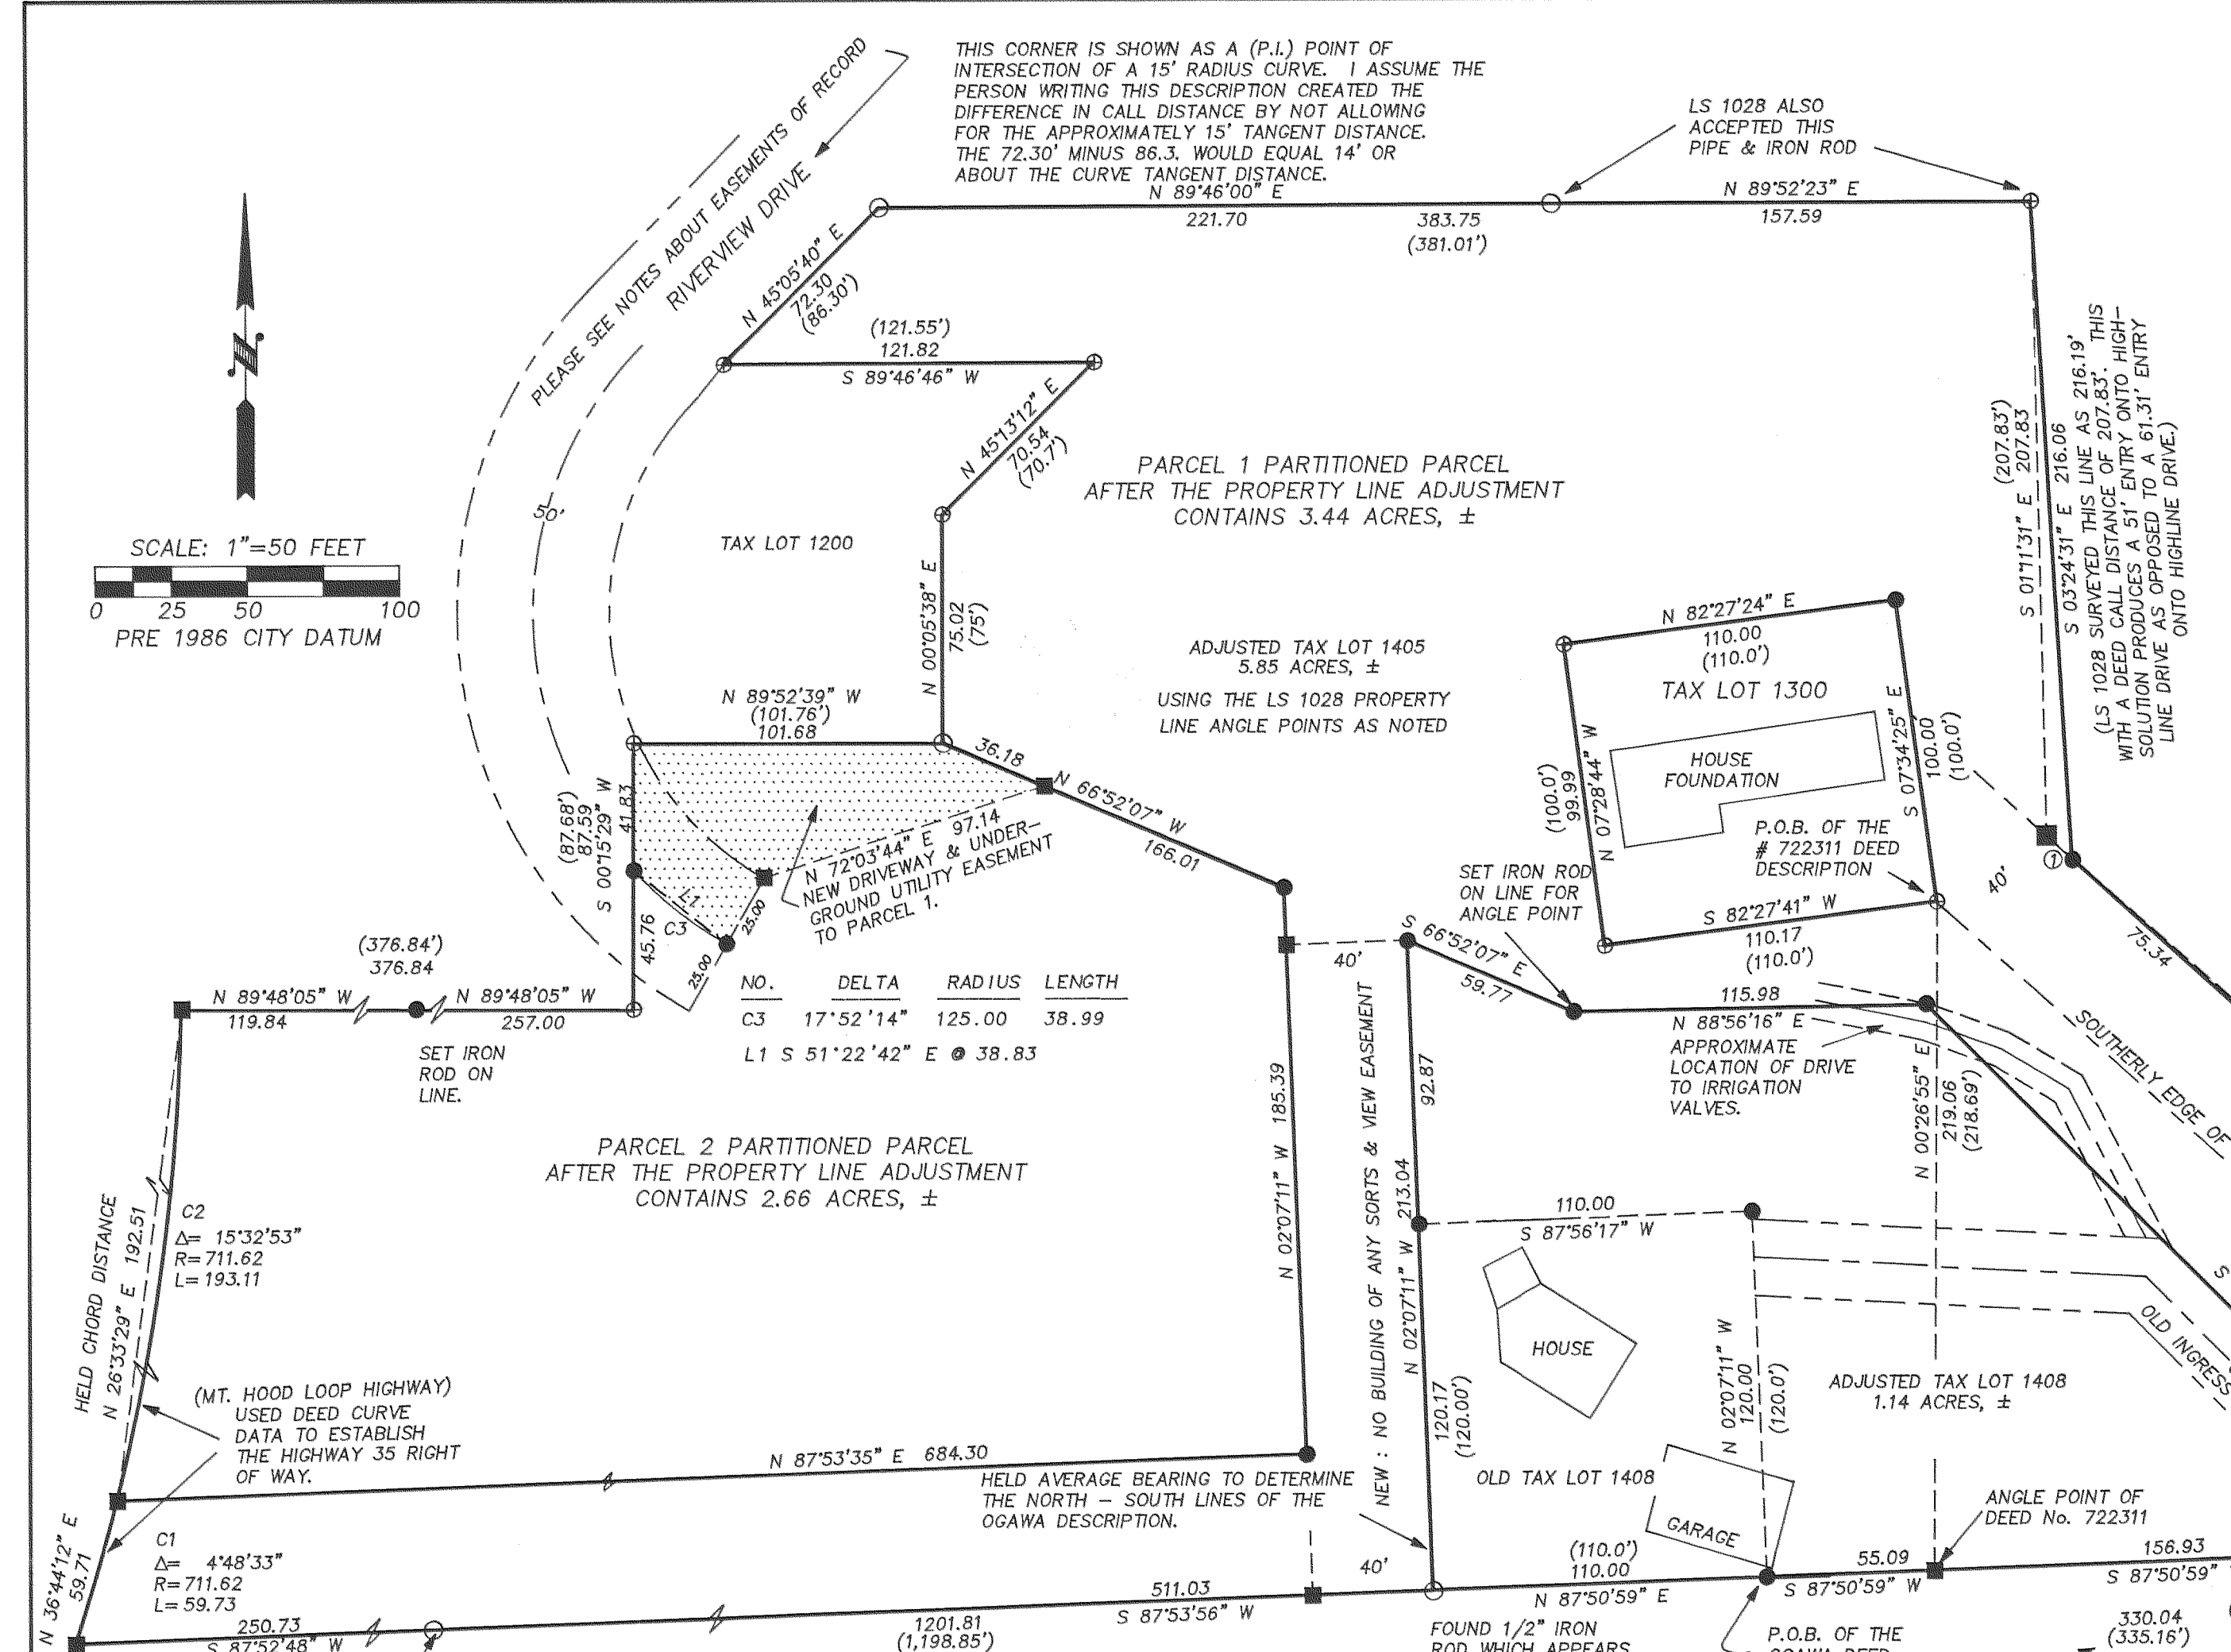 THIS CORNER IS SHOWN AS A (P.I.) POINT OF
INTERSECTION OF A 15' RADIUS CURVE. I ASSUME THE
PERSON WRITING THIS DESCRIPTION CREATED THE
DIFFERENCE IN CALL DISTANCE BY NOT ALLOWING
FOR THE APPROXIMATELY 15' TANGENT DISTANCE.
THE 72.30' MINUS 86.3. WOULD EQUAL 14' OR
ABOUT THE CURVE TANGENT DISTANCE.
LS 1028 ALSO
ACCEPTED THIS
PIPE & IRON ROD
PLEASE SEE NOTES ABOUT EASEMENTS OF RECORD
RIVERVIEW DRIVE
N 89°46'00" E
221.70
383.75
(381.01')
N 89°52'23" E
157.59
N 45°05'40" E
72.30
(86.30')
(121.55')
121.82
S 89°46'46" W
N 45°13'12" E
70.54
(70.7')
PARCEL 1 PARTITIONED PARCEL
AFTER THE PROPERTY LINE ADJUSTMENT
CONTAINS 3.44 ACRES, ±
(207.83')
S 01°11'31" E 207.83
S 03°24'31" E 216.06
(LS 1028 SURVEYED THIS LINE AS 216.19'
WITH A DEED CALL DISTANCE OF 207.83'. THIS
SOLUTION PRODUCES A 51' ENTRY ONTO HIGH-
LINE DRIVE AS OPPOSED TO A 61.31' ENTRY
ONTO HIGHLINE DRIVE.)
N
SCALE: 1"=50 FEET
0 25 50 100
PRE 1986 CITY DATUM
50'
TAX LOT 1200
N 00°05'38" E
75.02
(75')
ADJUSTED TAX LOT 1405
5.85 ACRES, ±
USING THE LS 1028 PROPERTY
LINE ANGLE POINTS AS NOTED
N 82°27'24" E
110.00
(110.0')
TAX LOT 1300
HOUSE
FOUNDATION
(100.0')
99.99
N 07°28'44" W
S 07°34'25" E
100.00'
(100.0')
P.O.B. OF THE
# 722311 DEED
DESCRIPTION
S 82°27'41" W
110.17
(110.0')
40'
1
75.34
N 89°52'39" W
(101.76')
101.68
36.18
N 66°52'07" W
166.01
(87.68')
87.59
S 00°15'29" W
41.83
45.76
N 72°03'44" E 97.14
NEW DRIVEWAY & UNDER-
GROUND UTILITY EASEMENT
TO PARCEL 1.
L1
C3
25.00
25.00
SET IRON ROD
ON LINE FOR
ANGLE POINT
S 66°52'07" E
59.77
40'
(376.84')
376.84
N 89°48'05" W
119.84
N 89°48'05" W
257.00
SET IRON
ROD ON
LINE.
NO. DELTA RADIUS LENGTH
C3 17°52'14" 125.00 38.99
L1 S 51°22'42" E @ 38.83
115.98
N 88°56'16" E
APPROXIMATE
LOCATION OF DRIVE
TO IRRIGATION
VALVES.
N 00°26'55" E
219.06
(218.69')
SOUTHERLY EDGE OF
PARCEL 2 PARTITIONED PARCEL
AFTER THE PROPERTY LINE ADJUSTMENT
CONTAINS 2.66 ACRES, ±
N 02°07'11" W 185.39
NEW : NO BUILDING OF ANY SORTS & VIEW EASEMENT
92.87
N 02°07'11" W 213.04
120.17
(120.00')
110.00
S 87°56'17" W
HOUSE
HELD CHORD DISTANCE
N 26°33'29" E 192.51
C2
Δ= 15°32'53"
R=711.62
L=193.11
(MT. HOOD LOOP HIGHWAY)
USED DEED CURVE
DATA TO ESTABLISH
THE HIGHWAY 35 RIGHT
OF WAY.
N 02°07'11" W
120.00
(120.0')
S
OLD INGRESS
ADJUSTED TAX LOT 1408
1.14 ACRES, ±
N 87°53'35" E 684.30
HELD AVERAGE BEARING TO DETERMINE
THE NORTH - SOUTH LINES OF THE
OGAWA DESCRIPTION.
OLD TAX LOT 1408
GARAGE
ANGLE POINT OF
DEED No. 722311
N 36°44'12" E
59.71
C1
Δ= 4°48'33"
R=711.62
L=59.73
250.73
S 87°52'48" W
1201.81
(1,198.85')
511.03
S 87°53'56" W
40'
(110.0')
110.00
N 87°50'59" E
55.09
S 87°50'59" W
156.93
S 87°50'59"
FOUND 1/2" IRON
ROD WHICH APPEARS
P.O.B. OF THE
OGAWA DEED
330.04
(335.16')